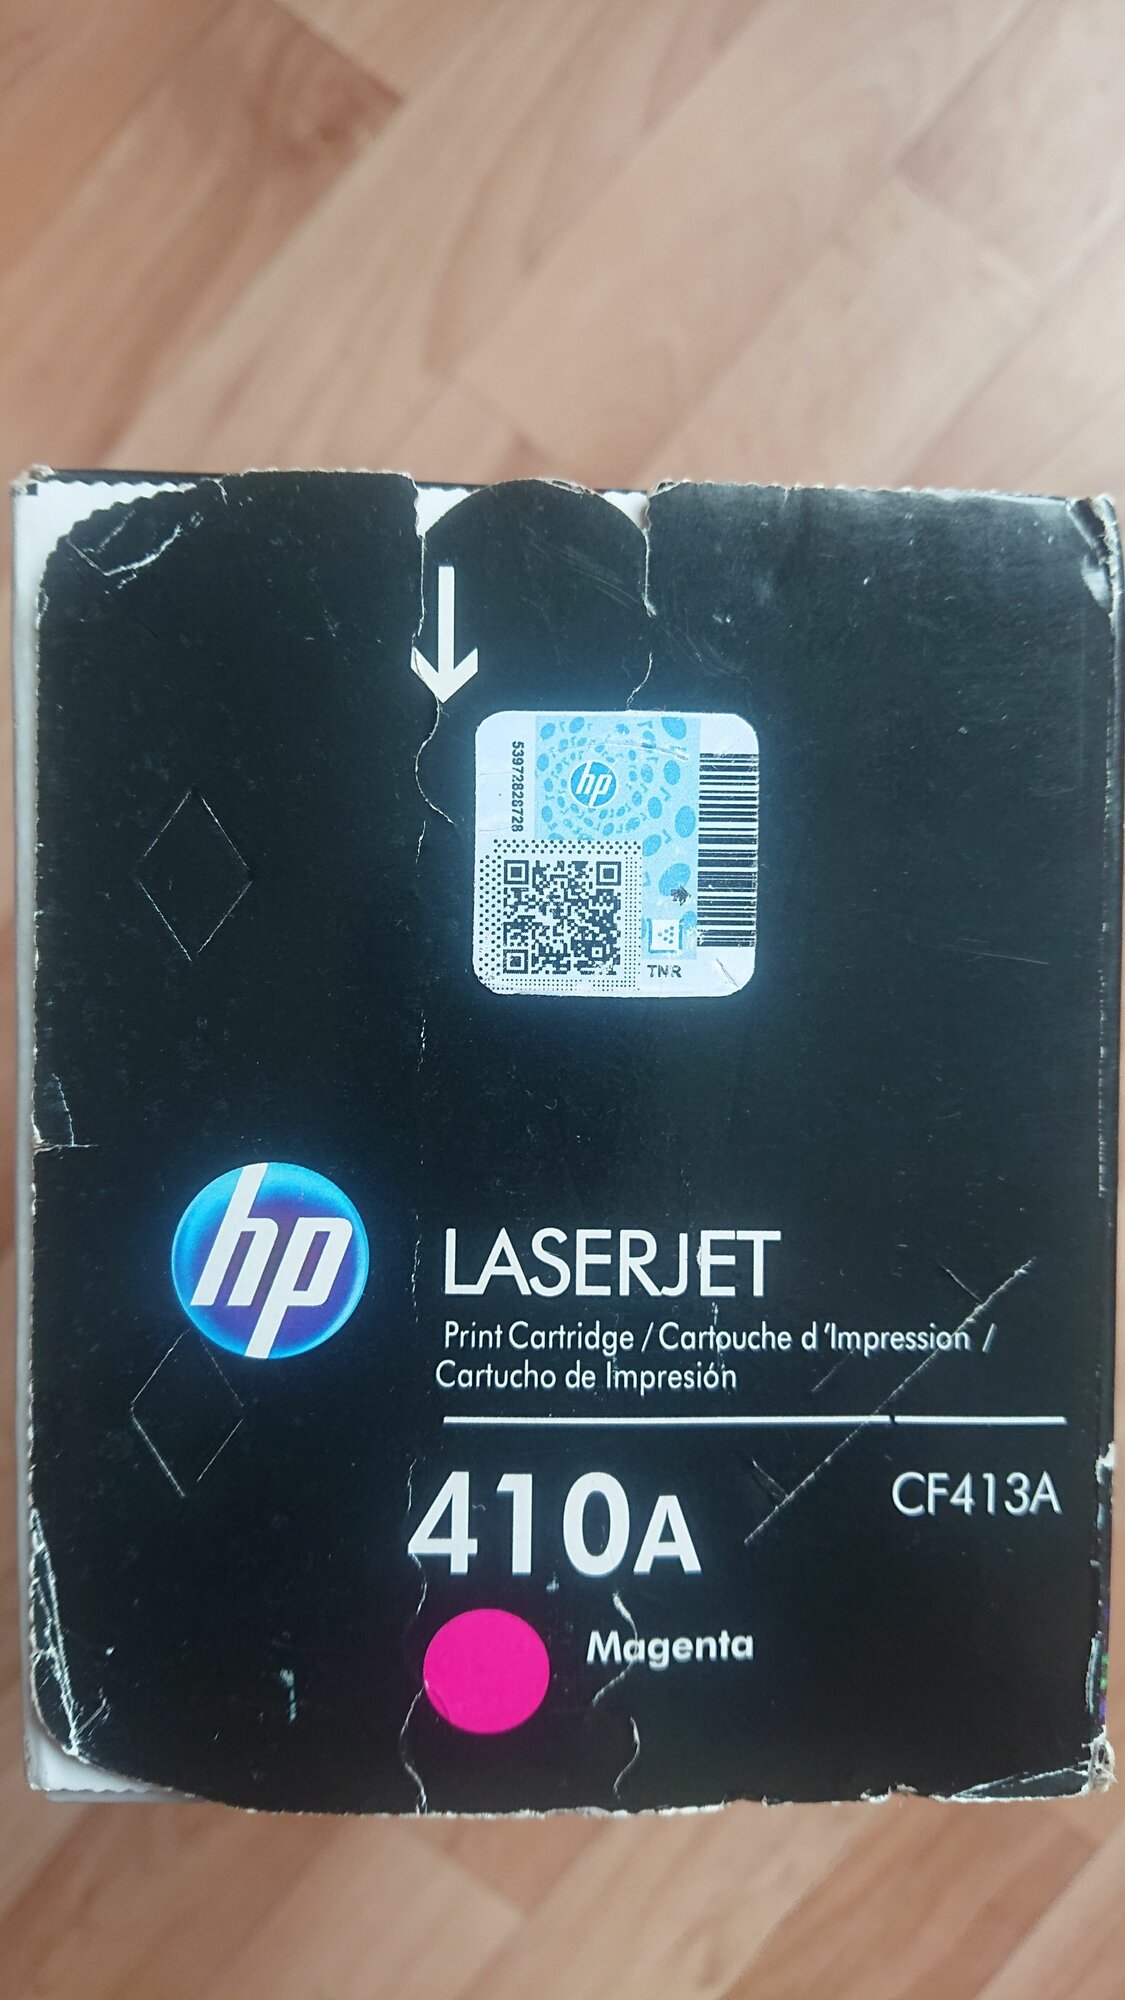 53972828728
hp
TNR
hp
LASERJET
Print Cartridge / Cartouche d'Impression /
Cartucho de Impresión
410A
CF413A
Magenta